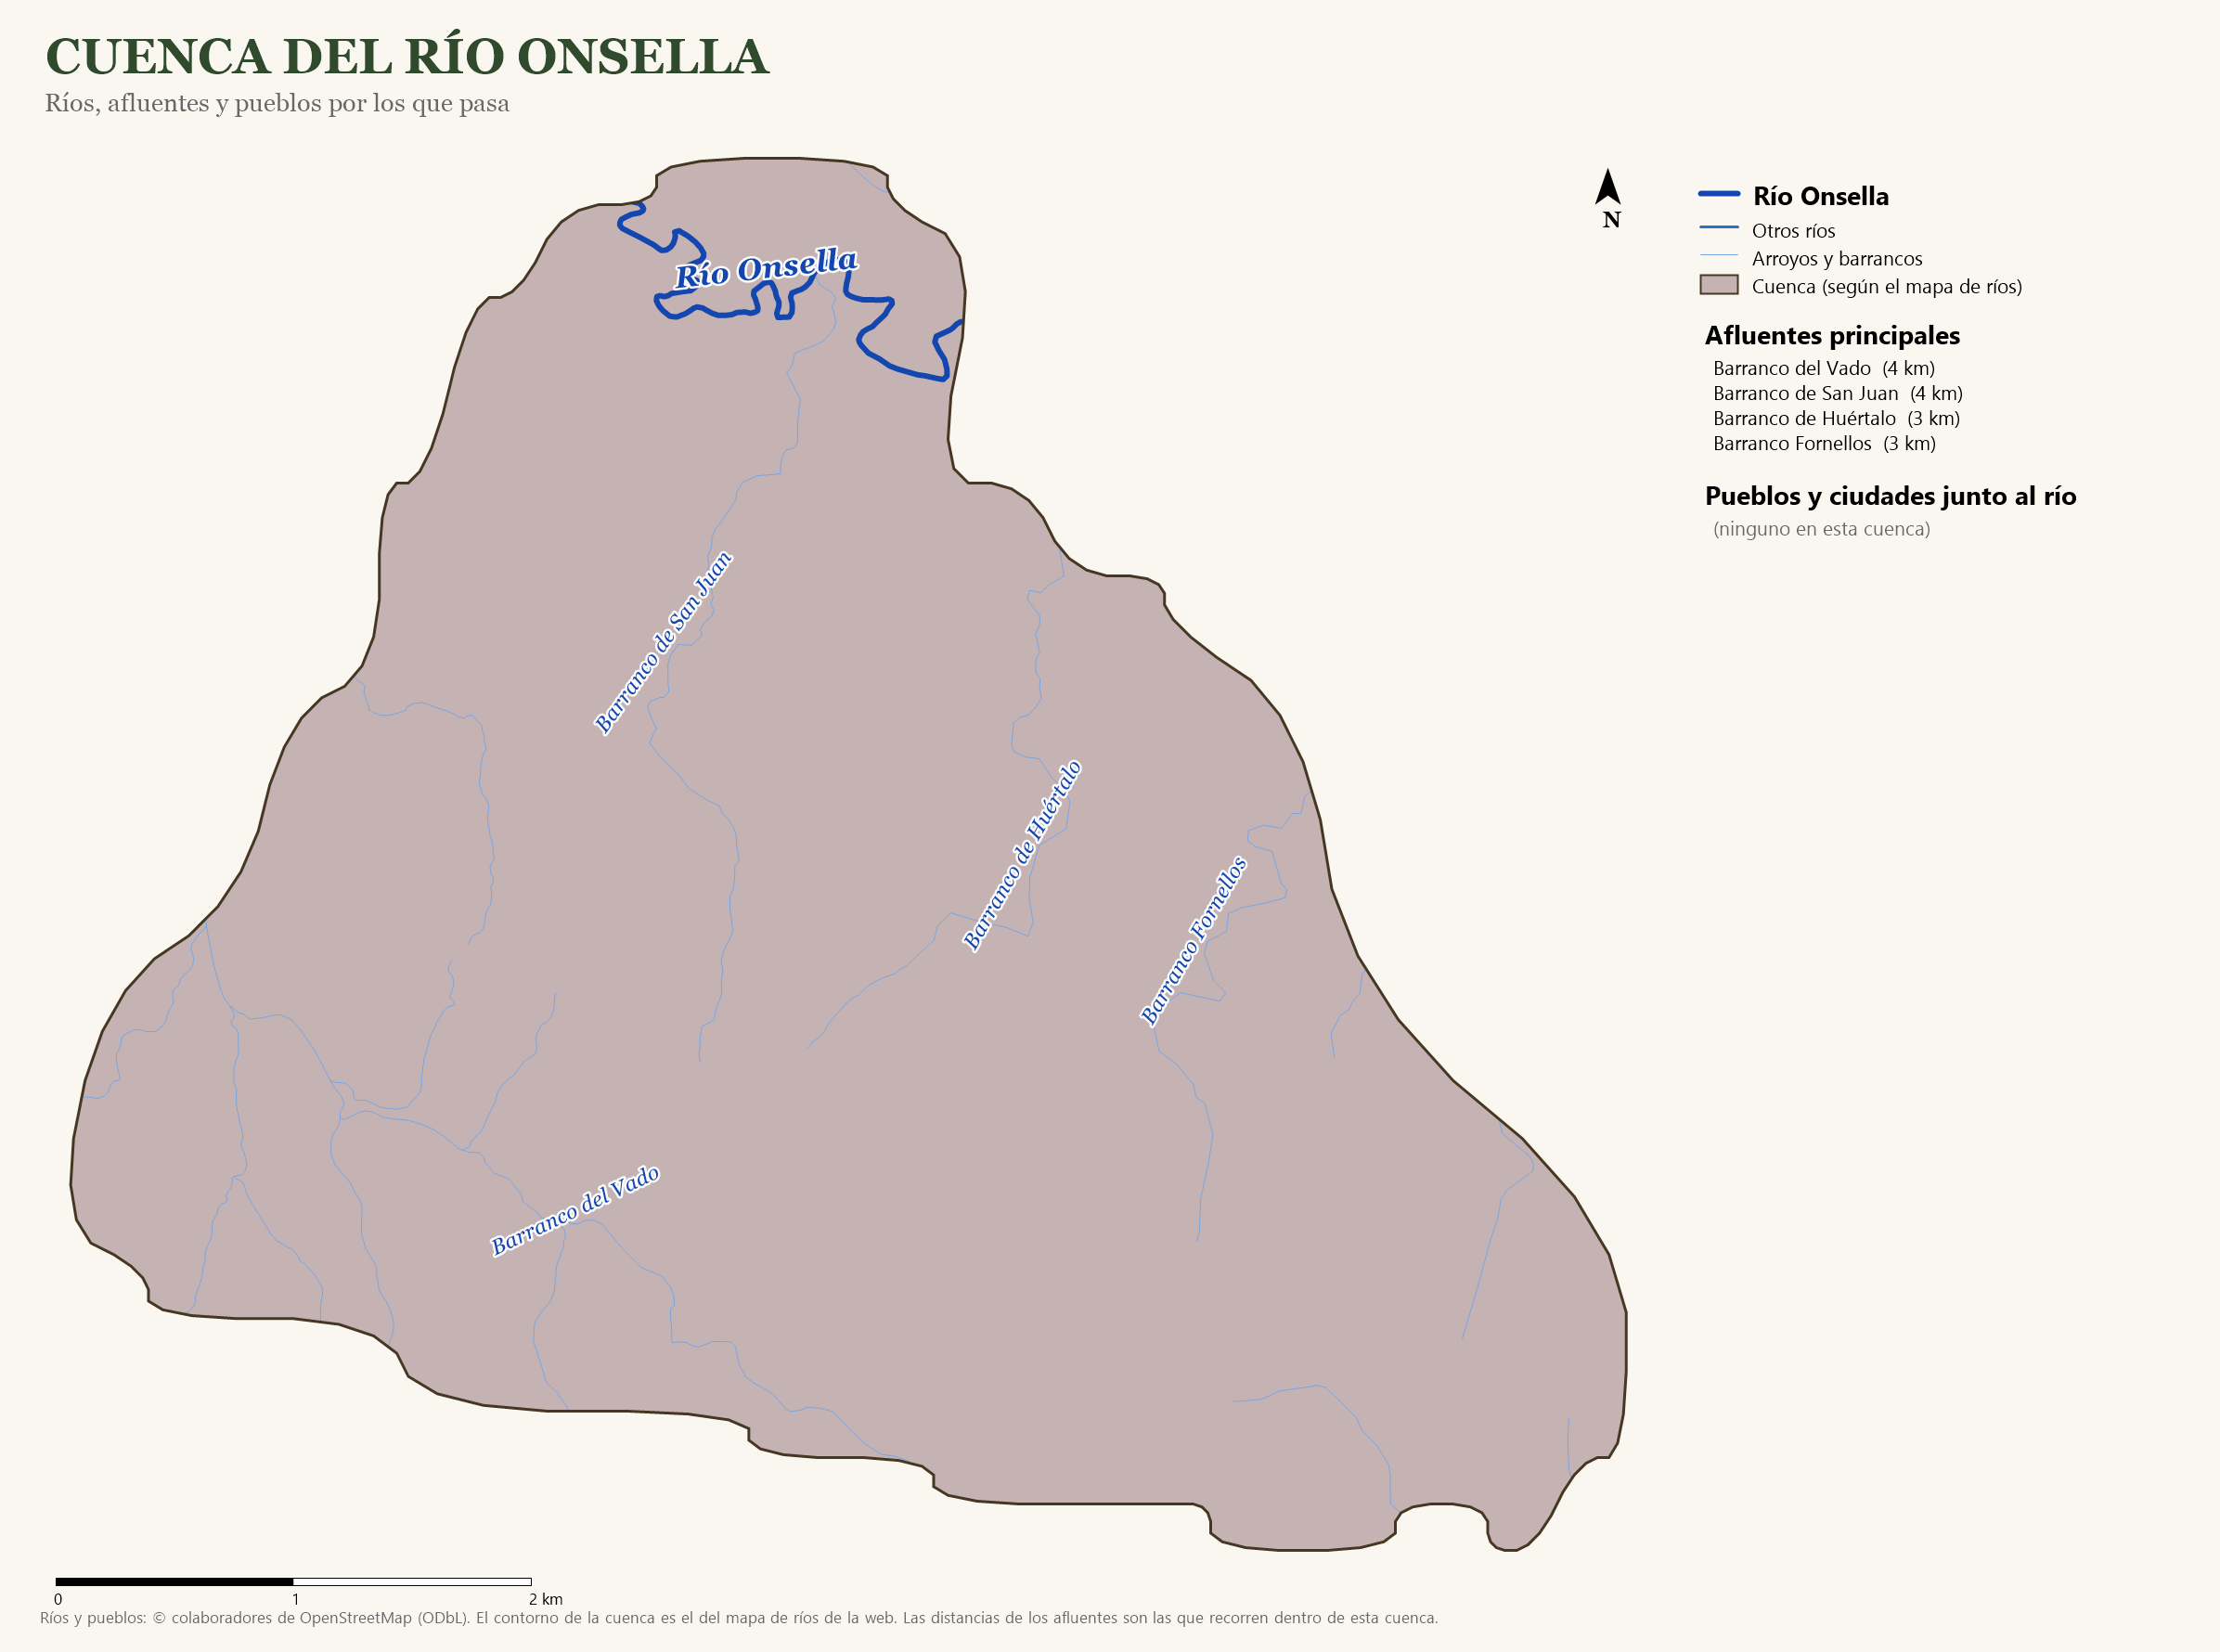 CUENCA DEL RÍO ONSELLA
Ríos, afluentes y pueblos por los que pasa
N
Río Onsella
Otros ríos
Arroyos y barrancos
Cuenca (según el mapa de ríos)
Afluentes principales
Barranco del Vado (4 km)
Barranco de San Juan (4 km)
Barranco de Huértalo (3 km)
Barranco Fornellos (3 km)
Pueblos y ciudades junto al río
(ninguno en esta cuenca)
Río Onsella
Barranco de San Juan
Barranco de Huértalo
Barranco Fornellos
Barranco del Vado
0 1 2 km
Ríos y pueblos: © colaboradores de OpenStreetMap (ODbL). El contorno de la cuenca es el del mapa de ríos de la web. Las distancias de los afluentes son las que recorren dentro de esta cuenca.